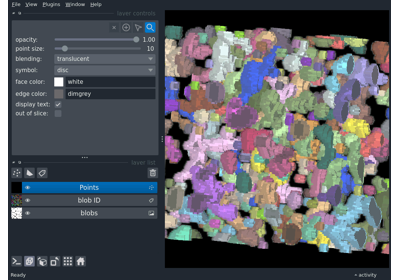 File View Plugins Window Help
layer controls
opacity: 1.00
point size: 10
blending: translucent
symbol: disc
face color: white
edge color: dimgrey
display text:
out of slice:
layer list
Points
blob ID
blobs
Ready
activity